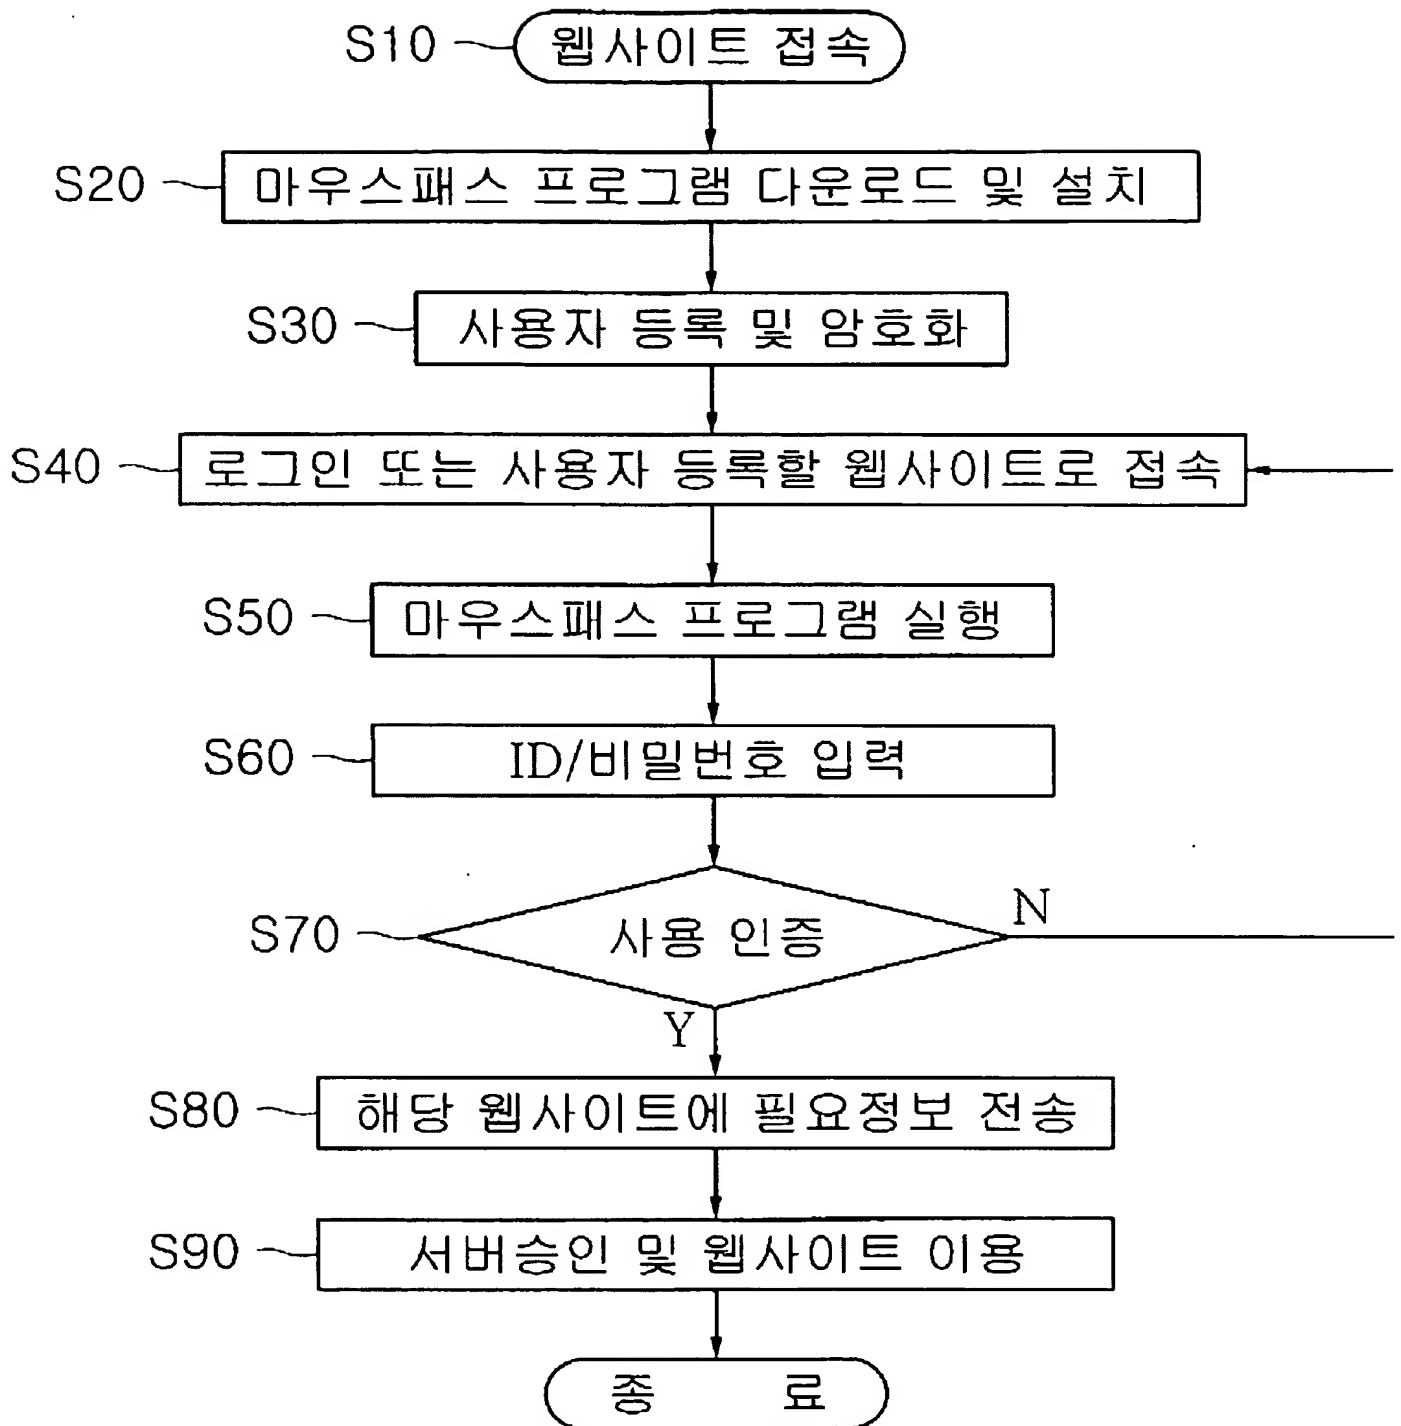 S10 웹사이트 접속
S20 마우스패스 프로그램 다운로드 및 설치
S30 사용자 등록 및 암호화
S40 로그인 또는 사용자 등록할 웹사이트로 접속
S50 마우스패스 프로그램 실행
S60 ID/비밀번호 입력
S70 사용 인증 N
Y
S80 해당 웹사이트에 필요정보 전송
S90 서버승인 및 웹사이트 이용
종 료